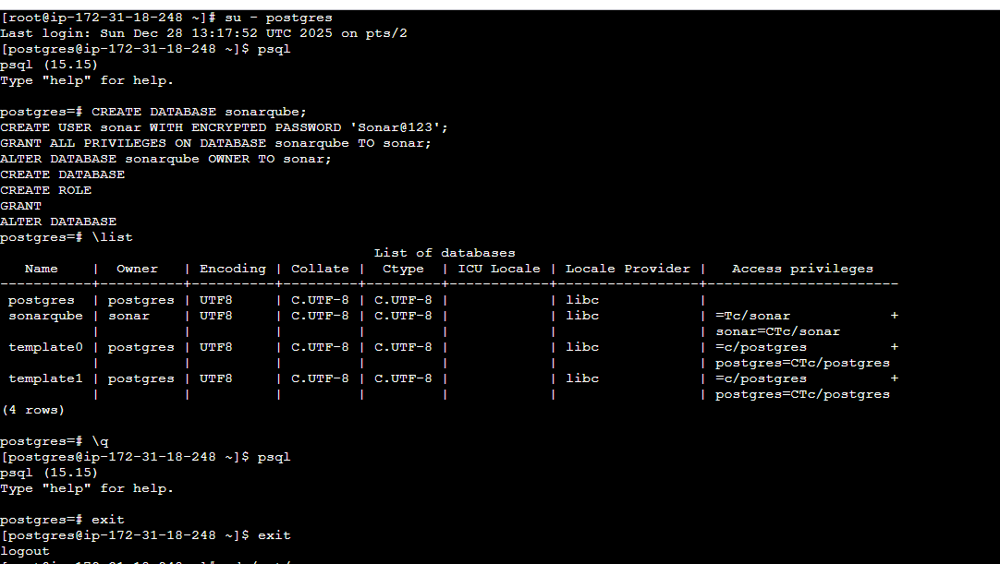 [root@ip-172-31-18-248 ~]# su - postgres
Last login: Sun Dec 28 13:17:52 UTC 2025 on pts/2
[postgres@ip-172-31-18-248 ~]$ psql
psql (15.15)
Type "help" for help.

postgres=# CREATE DATABASE sonarqube;
CREATE USER sonar WITH ENCRYPTED PASSWORD 'Sonar@123';
GRANT ALL PRIVILEGES ON DATABASE sonarqube TO sonar;
ALTER DATABASE sonarqube OWNER TO sonar;
CREATE DATABASE
CREATE ROLE
GRANT
ALTER DATABASE
postgres=# \list
                                             List of databases
   Name    |  Owner   | Encoding | Collate |  Ctype  | ICU Locale | Locale Provider |   Access privileges
-----------+----------+----------+---------+---------+------------+-----------------+-----------------------
 postgres  | postgres | UTF8     | C.UTF-8 | C.UTF-8 |            | libc            |
 sonarqube | sonar    | UTF8     | C.UTF-8 | C.UTF-8 |            | libc            | =Tc/sonar            +
           |          |          |         |         |            |                 | sonar=CTc/sonar
 template0 | postgres | UTF8     | C.UTF-8 | C.UTF-8 |            | libc            | =c/postgres          +
           |          |          |         |         |            |                 | postgres=CTc/postgres
 template1 | postgres | UTF8     | C.UTF-8 | C.UTF-8 |            | libc            | =c/postgres          +
           |          |          |         |         |            |                 | postgres=CTc/postgres
(4 rows)

postgres=# \q
[postgres@ip-172-31-18-248 ~]$ psql
psql (15.15)
Type "help" for help.

postgres=# exit
[postgres@ip-172-31-18-248 ~]$ exit
logout